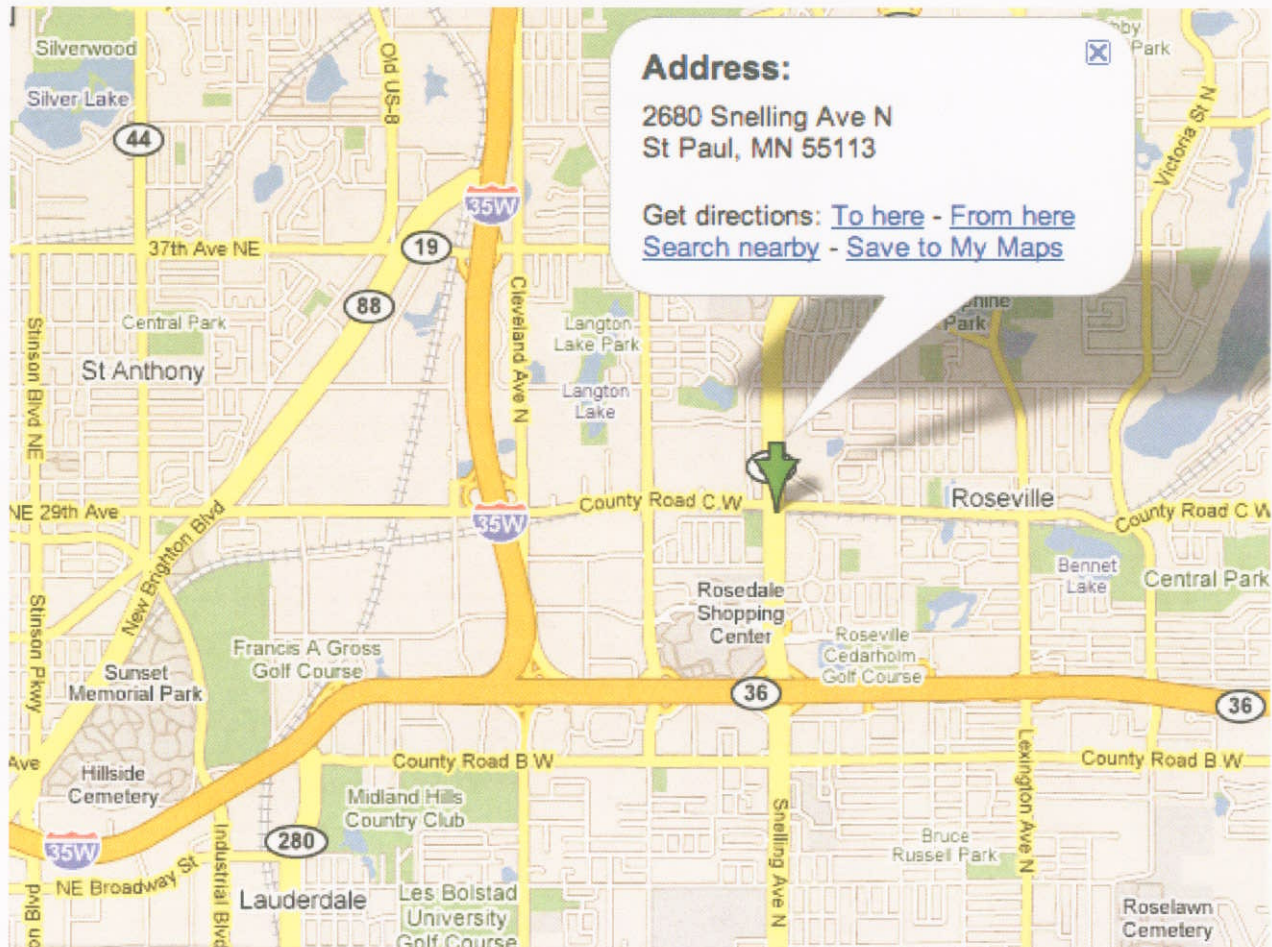 Silverwood
Silver Lake
44
Old US-8
35W
37th Ave NE
19
88
Address:
2680 Snelling Ave N
St Paul, MN 55113
Get directions: To here - From here
Search nearby - Save to My Maps
Park
Victoria St N
Central Park
St Anthony
Stinson Blvd NE
Cleveland Ave N
Langton
Lake Park
Langton
Lake
Park
NE 29th Ave
New Brighton Blvd
35W
County Road C W
Roseville
County Road C W
Bennet
Lake
Central Park
Stinson Pkwy
Sunset
Memorial Park
Francis A Gross
Golf Course
Rosedale
Shopping
Center
Roseville
Cedarholm
Golf Course
36
36
Ave
Hillside
Cemetery
County Road B W
County Road B W
Midland Hills
Country Club
Lexington Ave N
Snelling Ave N
Bruce
Russell Park
35W
280
Industrial Blvd
NE Broadway St
Lauderdale
Les Bolstad
University
Golf Course
Roselawn
Cemetery